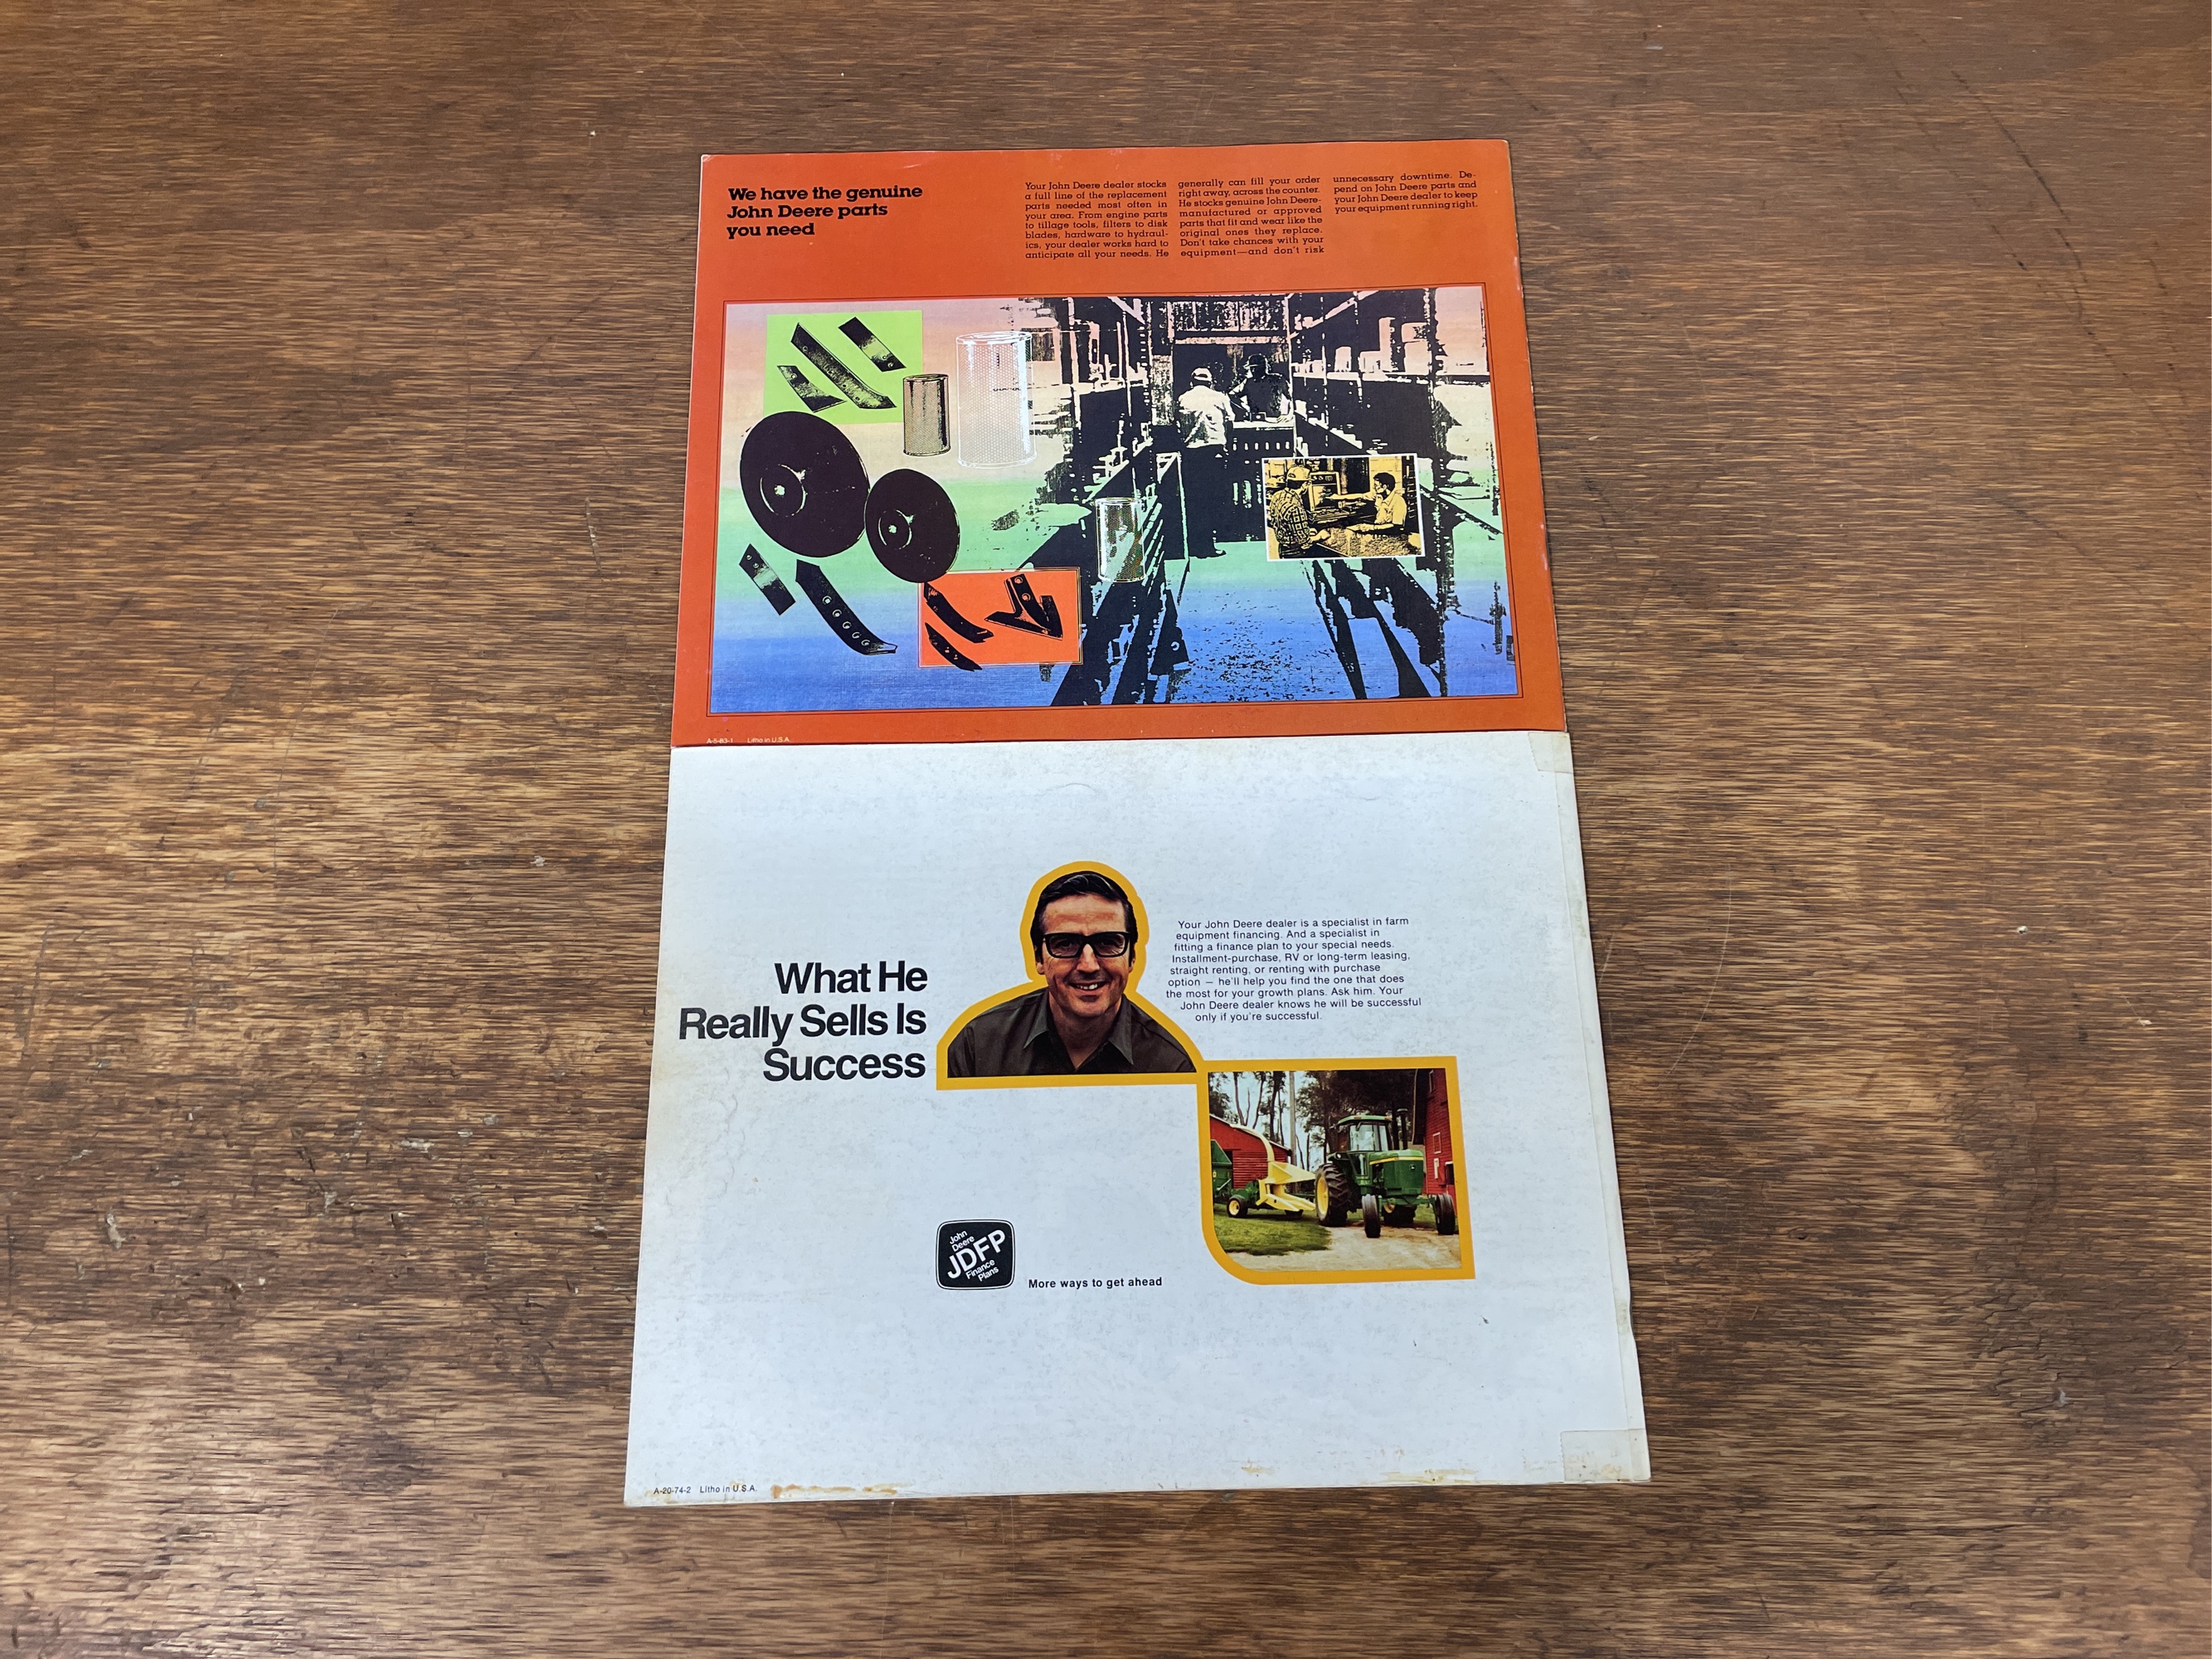 We have the genuine
John Deere parts
you need
Your John Deere dealer stocks
a full line of the replacement
parts needed most often in
your area. From engine parts
to tillage tools, filters to disk
blades, hardware to hydraul-
ics, your dealer works hard to
anticipate all your needs. He
generally can fill your order
right away, across the counter.
He stocks genuine John Deere-
manufactured or approved
parts that fit and wear like the
original ones they replace.
Don't take chances with your
equipment—and don't risk
unnecessary downtime. De-
pend on John Deere parts and
your John Deere dealer to keep
your equipment running right.
Litho in U.S.A.
What He
Really Sells Is
Success
Your John Deere dealer is a specialist in farm
equipment financing. And a specialist in
fitting a finance plan to your special needs.
Installment-purchase, RV or long-term leasing,
straight renting, or renting with purchase
option — he'll help you find the one that does
the most for your growth plans. Ask him. Your
John Deere dealer knows he will be successful
only if you're successful.
John
Deere
JDFP
Finance
Plans
More ways to get ahead
A-20-74-2 Litho in U.S.A.